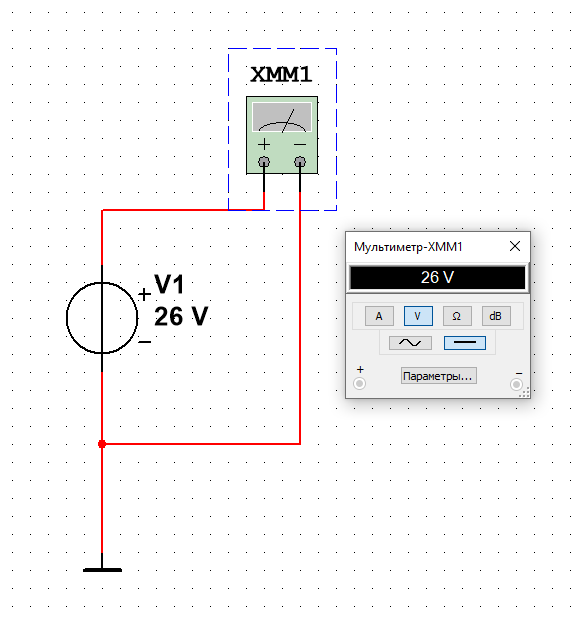 XMM1
+ −
+ V1
26 V
−
Мультиметр-XMM1
26 V
A V Ω dB
+ −
Параметры...